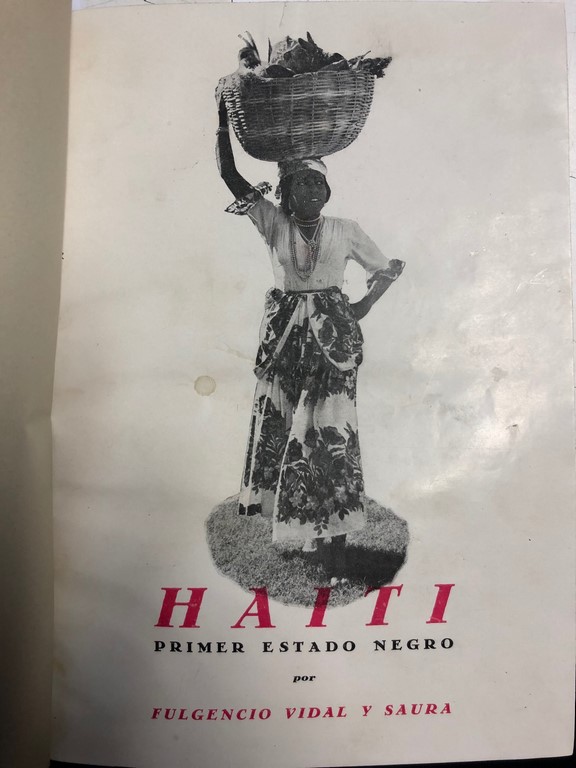 HAITI
PRIMER ESTADO NEGRO
por
FULGENCIO VIDAL Y SAURA